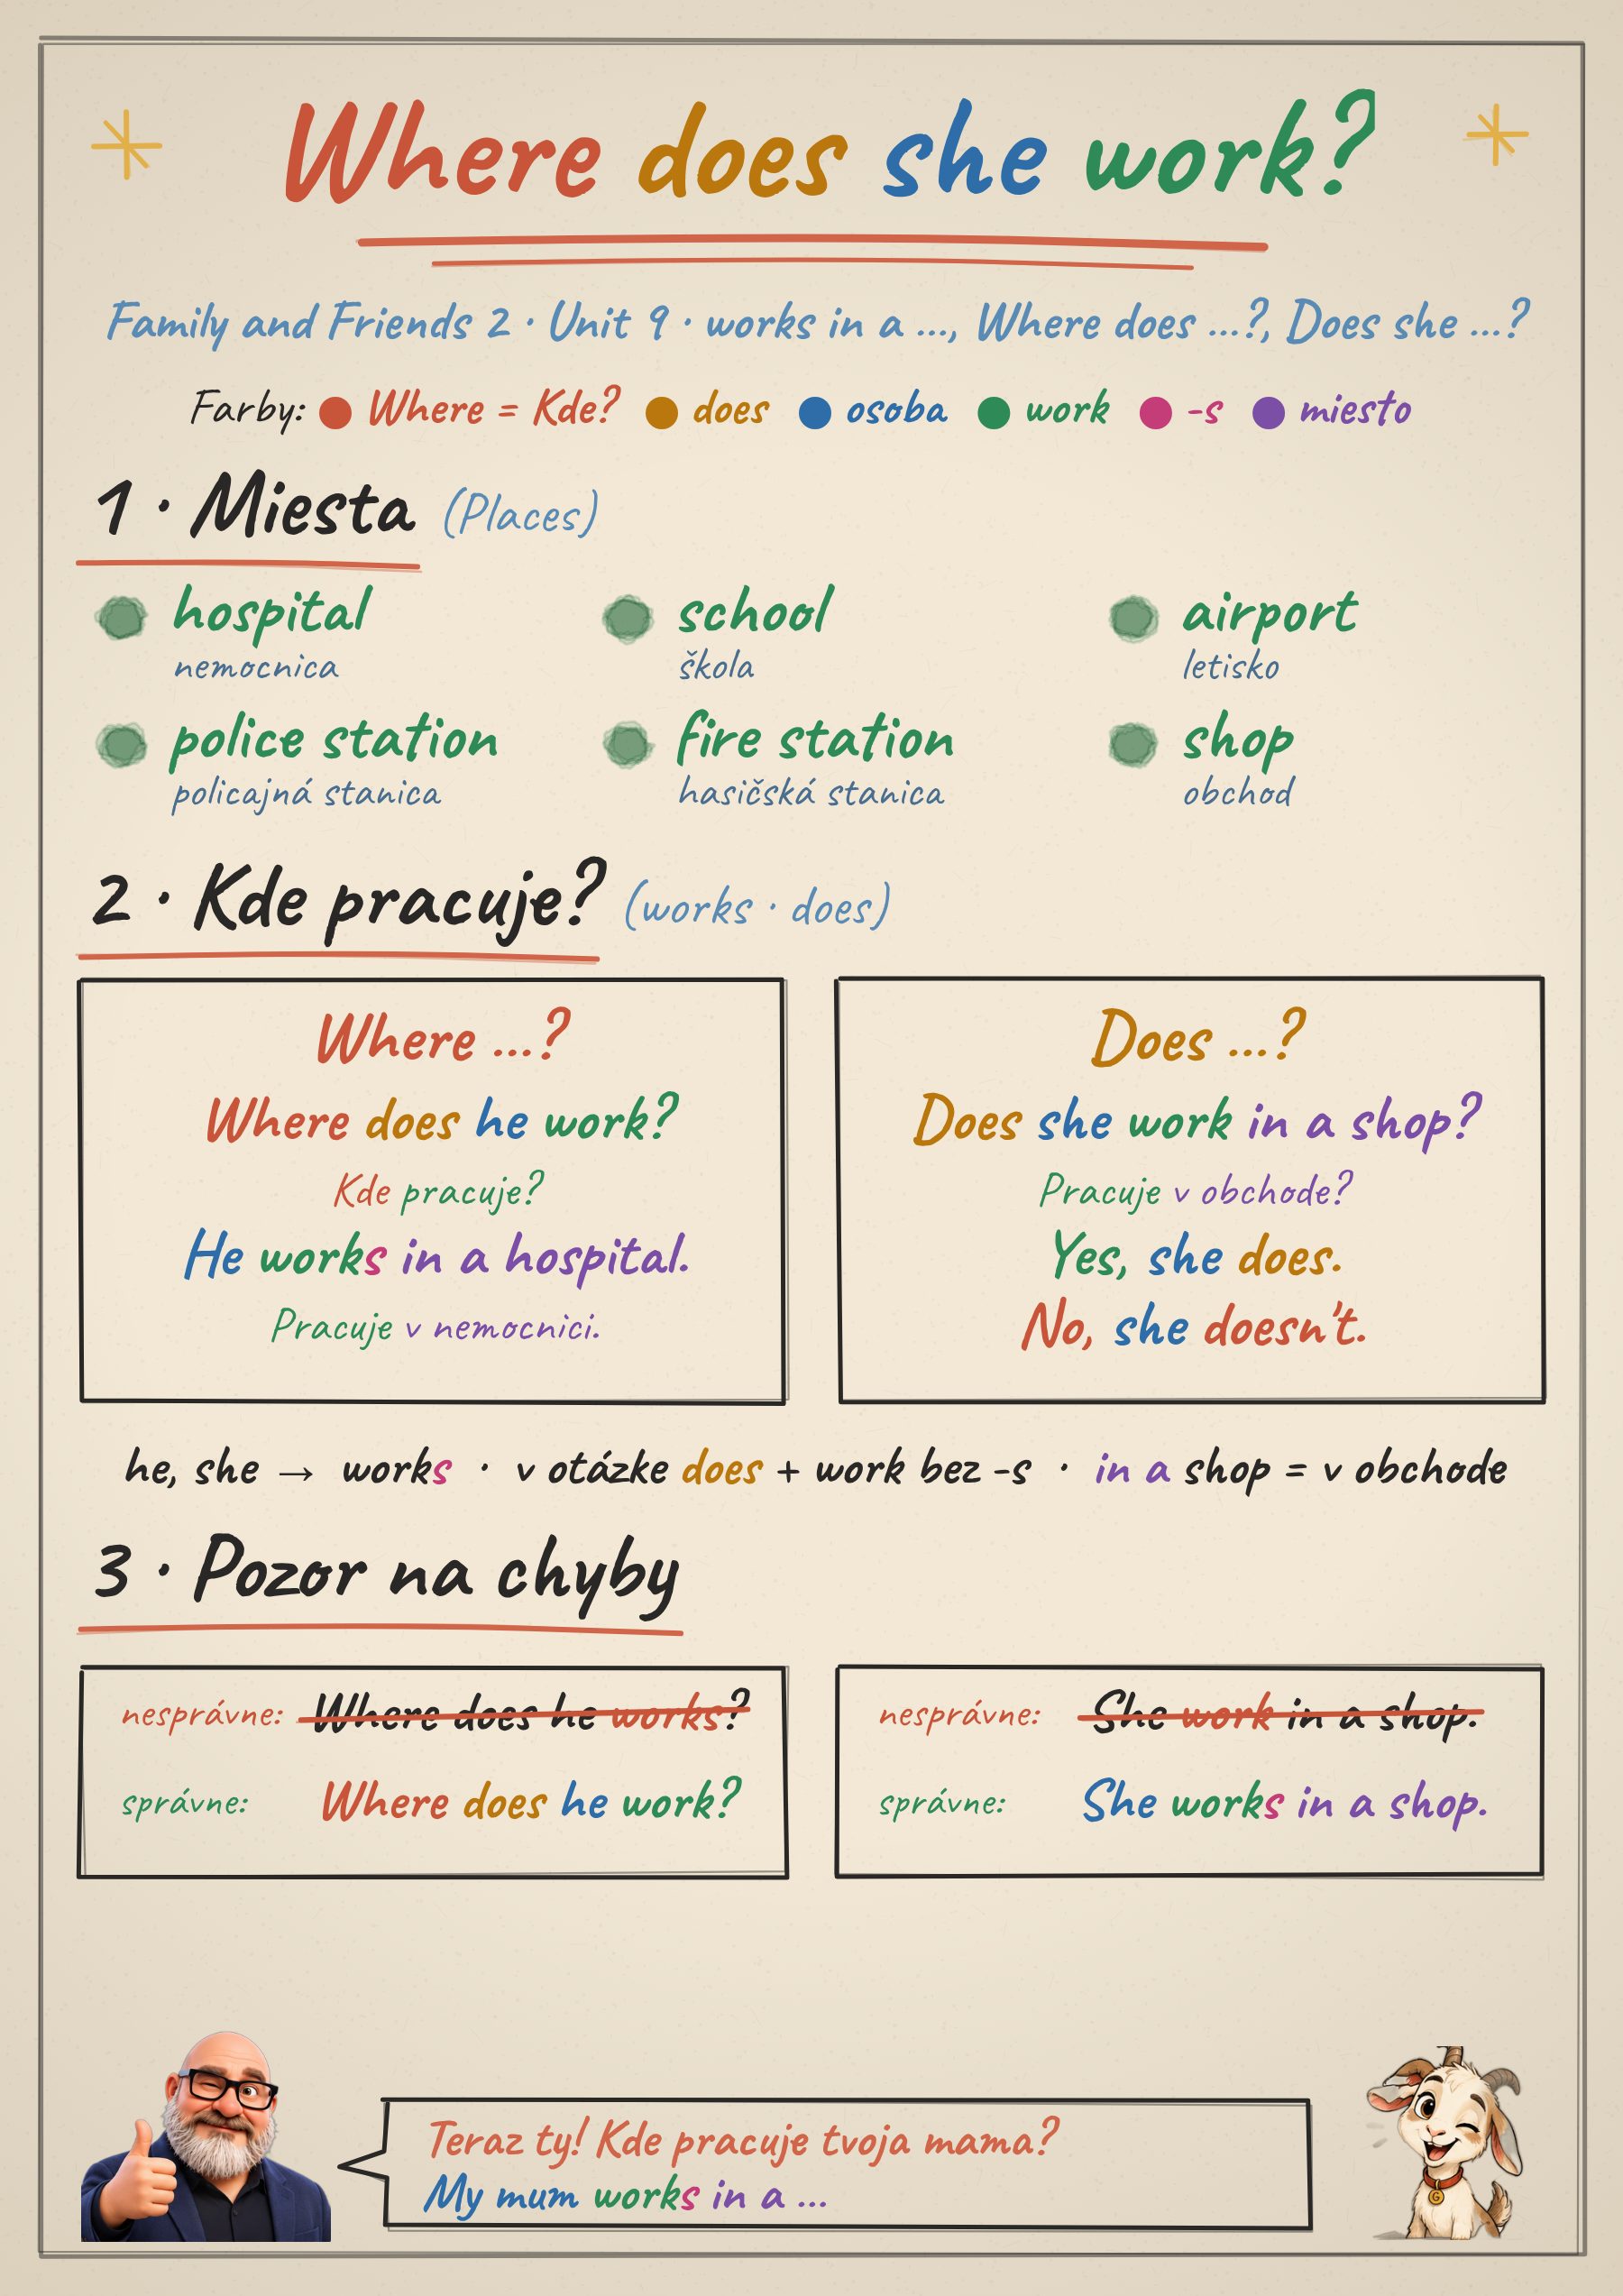 Where does she work?
Family and Friends 2 · Unit 9 · works in a ..., Where does ...?, Does she ...?
Farby: Where = Kde? does osoba work -s miesto
1 · Miesta (Places)
hospital school airport
nemocnica škola letisko
police station fire station shop
policajná stanica hasičská stanica obchod
2 · Kde pracuje? (works · does)
Where ...?
Where does he work?
Kde pracuje?
He works in a hospital.
Pracuje v nemocnici.
Does ...?
Does she work in a shop?
Pracuje v obchode?
Yes, she does.
No, she doesn't.
he, she → works · v otázke does + work bez -s · in a shop = v obchode
3 · Pozor na chyby
nesprávne: Where does he works?
správne: Where does he work?
nesprávne: She work in a shop.
správne: She works in a shop.
Teraz ty! Kde pracuje tvoja mama?
My mum works in a ...
G